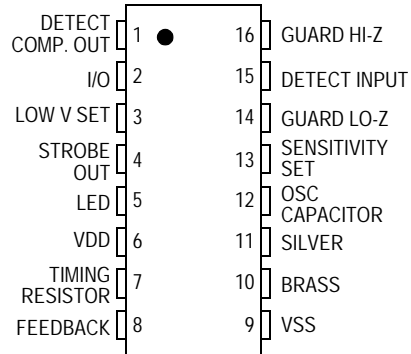 DETECT
COMP. OUT 1 16 GUARD HI-Z
I/O 2 15 DETECT INPUT
LOW V SET 3 14 GUARD LO-Z
STROBE
OUT 4 13 SENSITIVITY
SET
LED 5 12 OSC
CAPACITOR
VDD 6 11 SILVER
TIMING
RESISTOR 7 10 BRASS
FEEDBACK 8 9 VSS